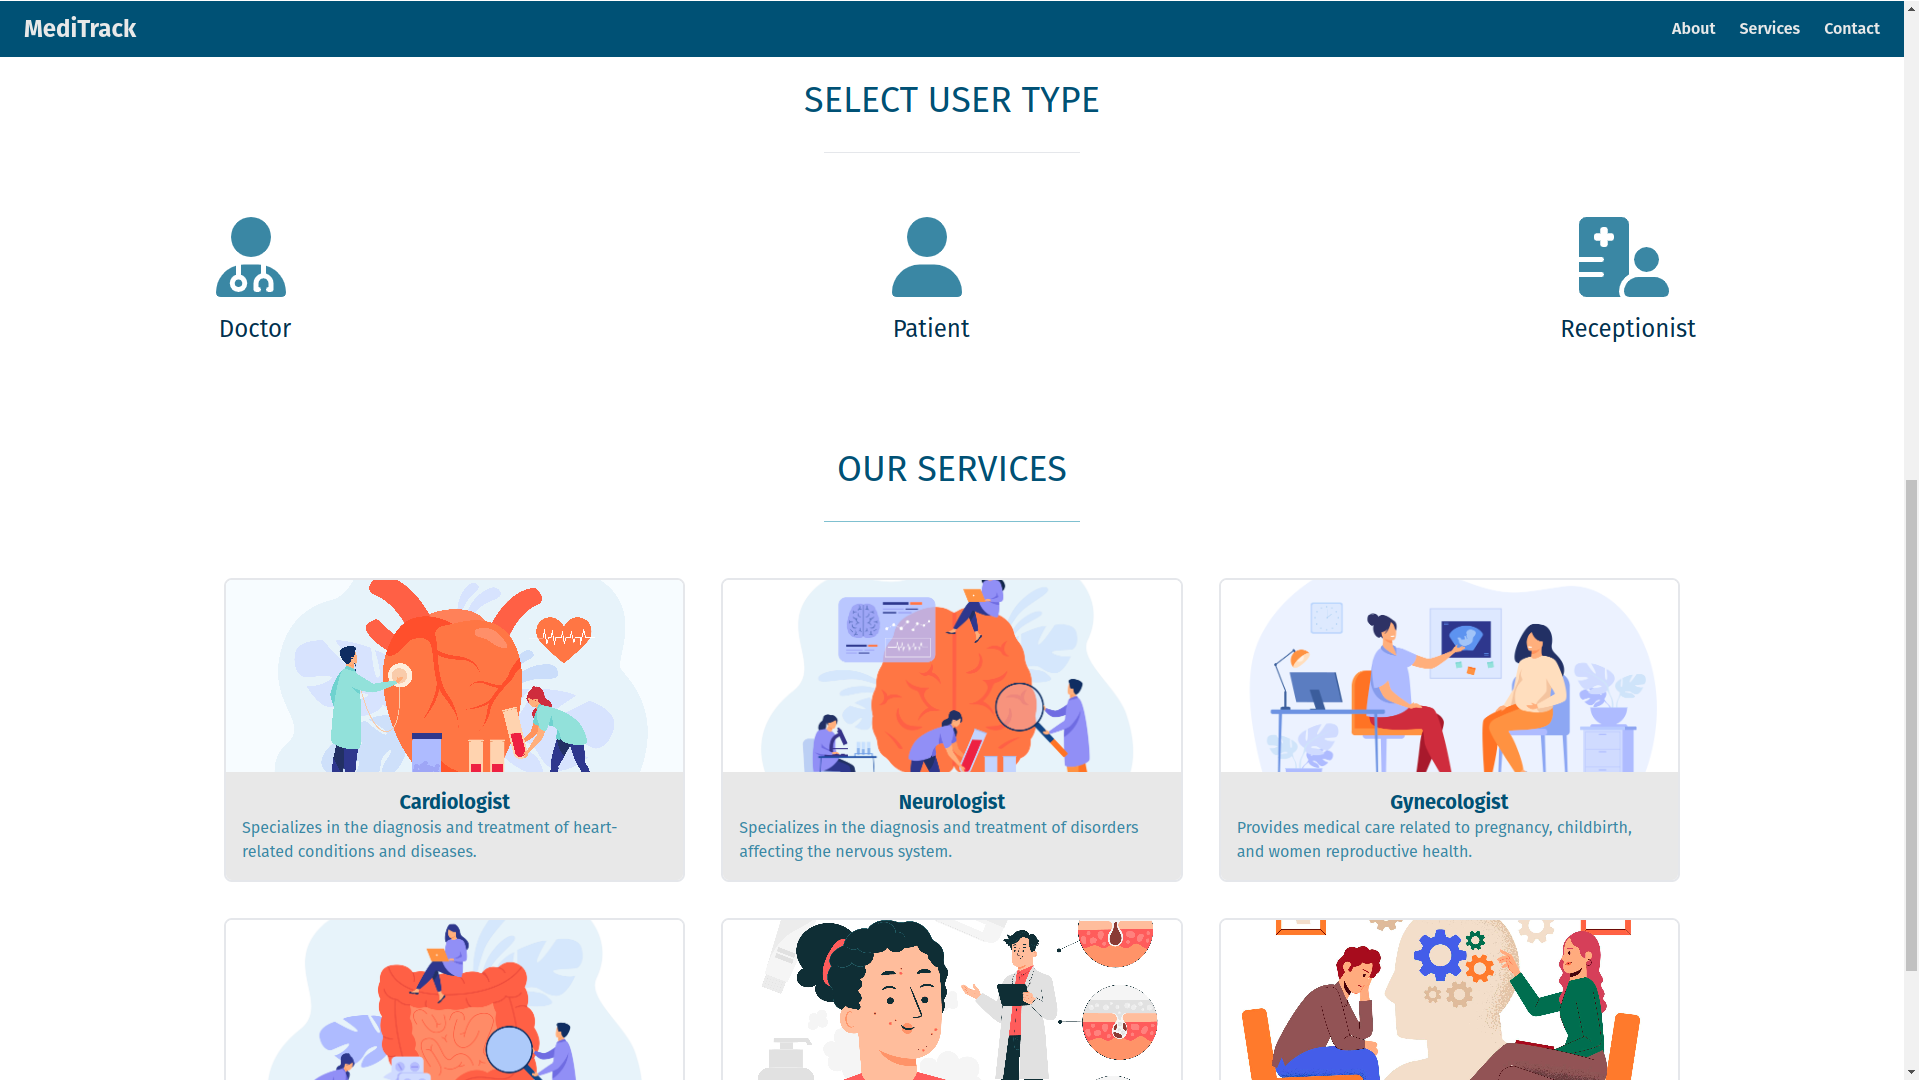 MediTrack
About
Services
Contact
SELECT USER TYPE
Doctor
Patient
Receptionist
OUR SERVICES
Cardiologist
Specializes in the diagnosis and treatment of heart-
related conditions and diseases.
Neurologist
Specializes in the diagnosis and treatment of disorders
affecting the nervous system.
Gynecologist
Provides medical care related to pregnancy, childbirth,
and women reproductive health.